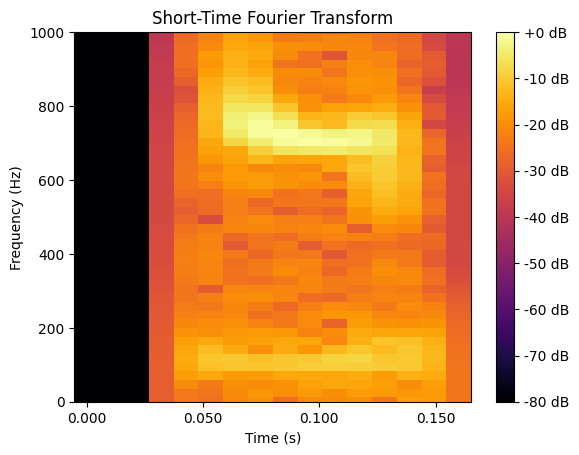 Short-Time Fourier Transform
1000
800
600
400
200
0
Frequency (Hz)
0.000
0.050
0.100
0.150
Time (s)
+0 dB
-10 dB
-20 dB
-30 dB
-40 dB
-50 dB
-60 dB
-70 dB
-80 dB